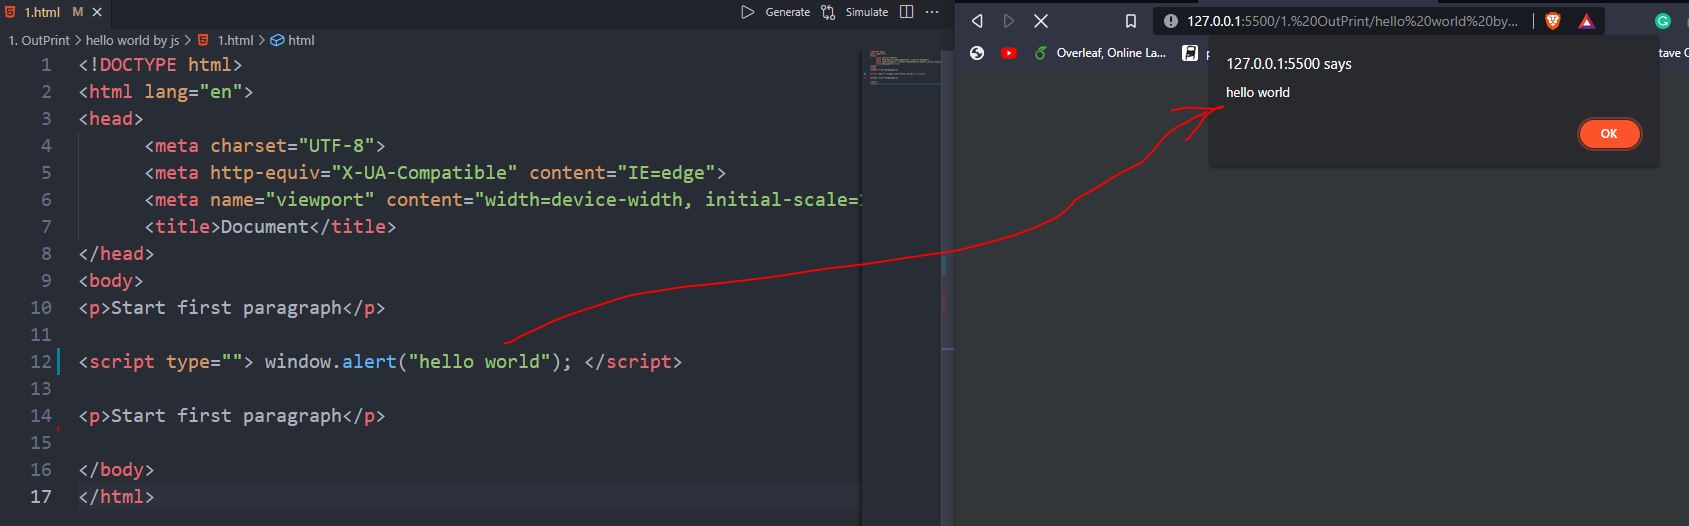 1.html M
Generate Simulate
1. OutPrint > hello world by js > 1.html > html
1 <!DOCTYPE html>
2 <html lang="en">
3 <head>
4 <meta charset="UTF-8">
5 <meta http-equiv="X-UA-Compatible" content="IE=edge">
6 <meta name="viewport" content="width=device-width, initial-scale=
7 <title>Document</title>
8 </head>
9 <body>
10 <p>Start first paragraph</p>
11
12 <script type=""> window.alert("hello world"); </script>
13
14 <p>Start first paragraph</p>
15
16 </body>
17 </html>
127.0.0.1:5500/1.%20OutPrint/hello%20world%20by...
Overleaf, Online La...
tave C
127.0.0.1:5500 says
hello world
OK